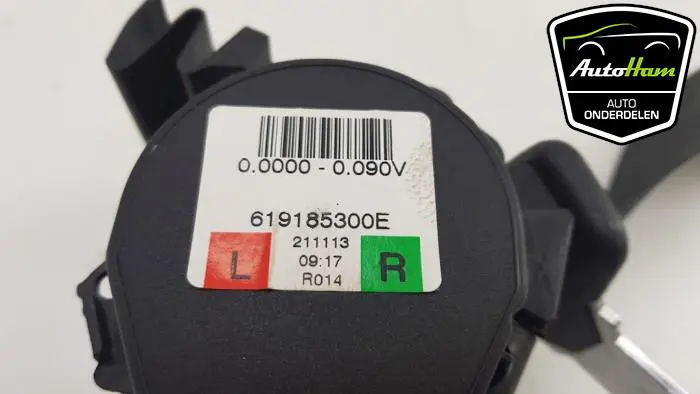 AutoHam
AUTO
ONDERDELEN
0.0000 - 0.090V
619185300E
211113
L
09:17
R
R014